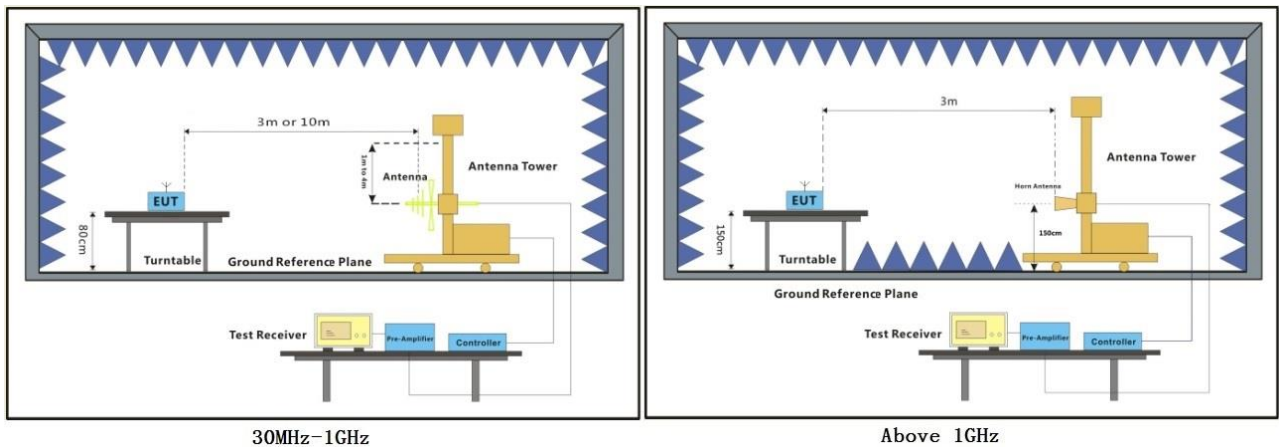 3m or 10m
1m to 4m
Antenna
Antenna Tower
EUT
80cm
Turntable
Ground Reference Plane
Test Receiver
Pre-Amplifier
Controller
30MHz-1GHz
3m
Antenna Tower
Horn Antenna
EUT
150cm
150cm
Turntable
Ground Reference Plane
Test Receiver
Pre-Amplifier
Controller
Above 1GHz